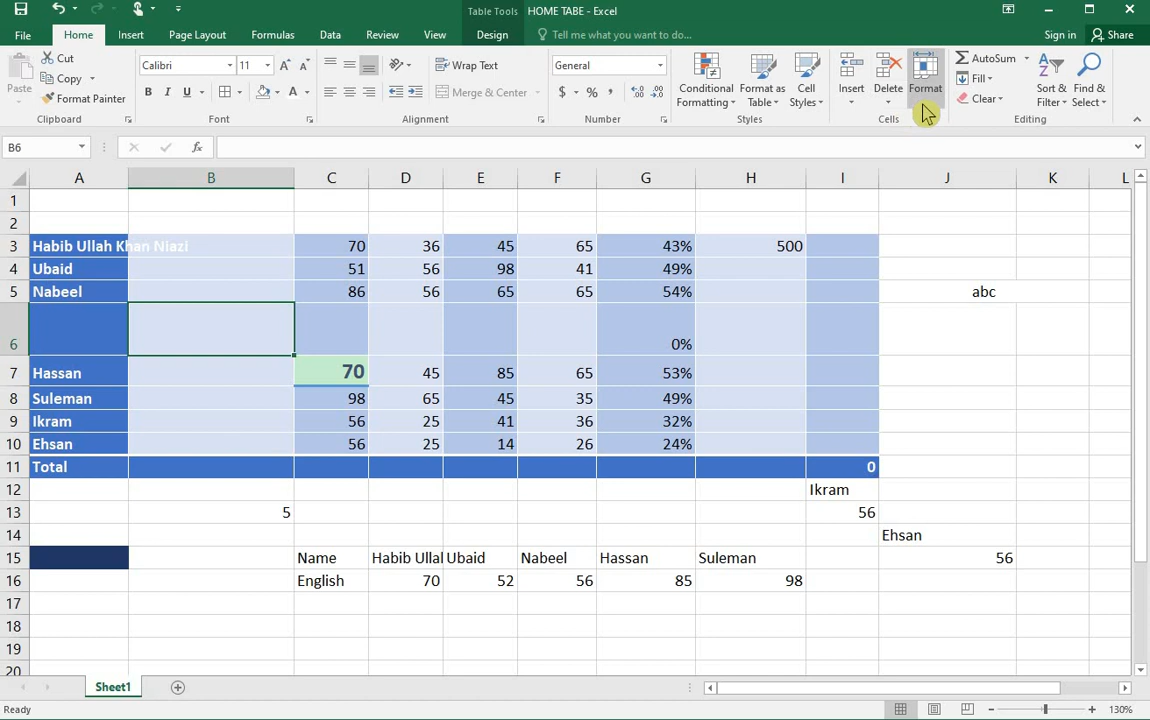 Table Tools HOME TABE - Excel
File Home Insert Page Layout Formulas Data Review View Design Tell me what you want to do... Sign in Share
Paste Cut Copy Format Painter
Clipboard
Calibri 11
B I U A
Font
Wrap Text
Merge & Center
Alignment
General
$ % ,
Number
Conditional Formatting Format as Table Cell Styles
Styles
Insert Delete Format
Cells
AutoSum Fill Clear Sort & Filter Find & Select
Editing
B6 fx
A B C D E F G H I J K L
1
2
3 Habib Ullah Khan Niazi 70 36 45 65 43% 500
4 Ubaid 51 56 98 41 49%
5 Nabeel 86 56 65 65 54% abc
6 0%
7 Hassan 70 45 85 65 53%
8 Suleman 98 65 45 35 49%
9 Ikram 56 25 41 36 32%
10 Ehsan 56 25 14 26 24%
11 Total 0
12 Ikram
13 5 56
14 Ehsan
15 Name Habib Ullal Ubaid Nabeel Hassan Suleman 56
16 English 70 52 56 85 98
17
18
19
20
Sheet1
Ready 130%